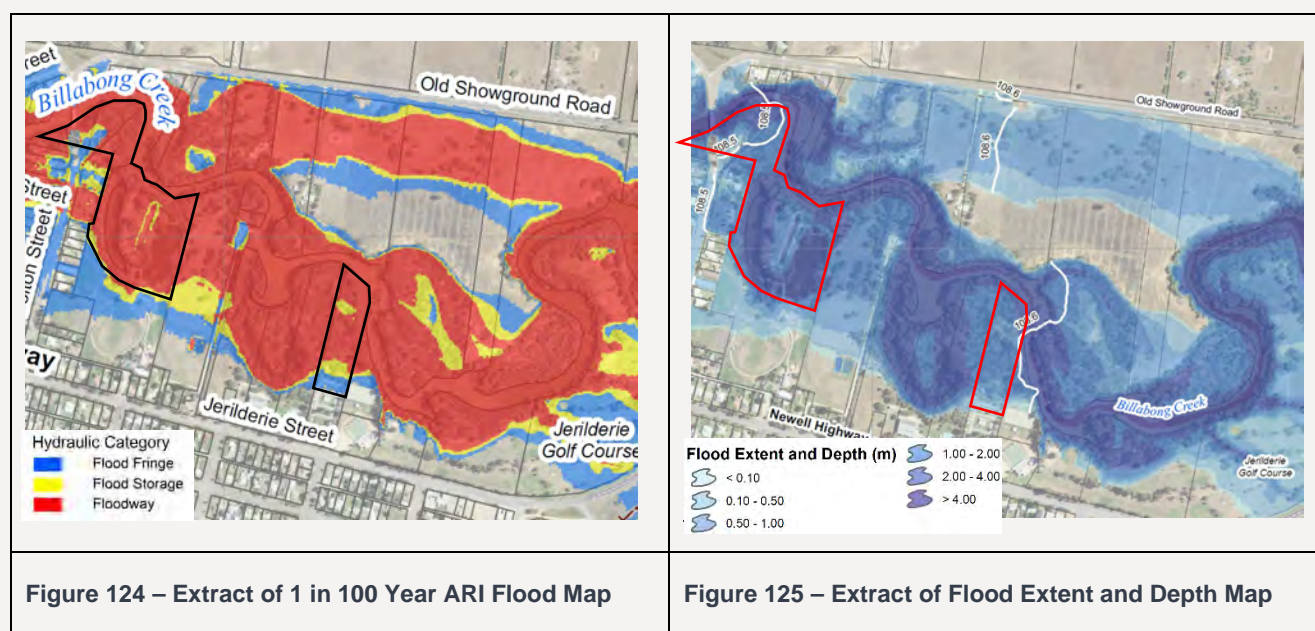 reet
Billabong Creek
Old Showground Road
Street
Street
ay
Jerilderie Street
Jerilderie
Golf Course
Hydraulic Category
Flood Fringe
Flood Storage
Floodway
108.6
Old Showground Road
108.5
108.6
108.5
Newell Highway
Billabong Creek
Jerilderie
Golf Course
Flood Extent and Depth (m)
< 0.10
0.10 - 0.50
0.50 - 1.00
1.00 - 2.00
2.00 - 4.00
> 4.00
Figure 124 – Extract of 1 in 100 Year ARI Flood Map
Figure 125 – Extract of Flood Extent and Depth Map